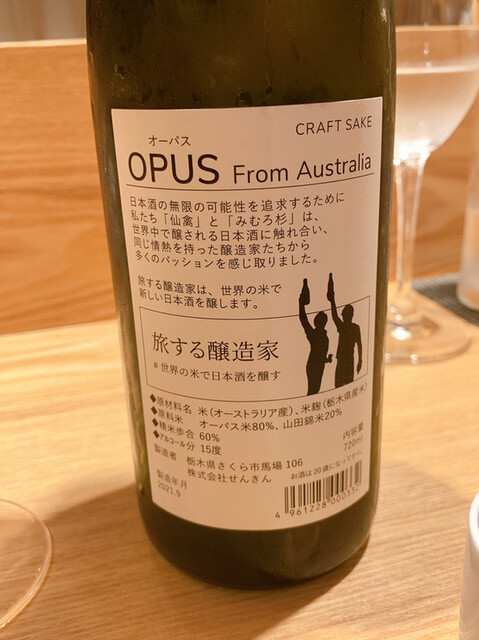 CRAFT SAKE
オーパス
OPUS From Australia
日本酒の無限の可能性を追求するために
私たち「仙禽」と「みむろ杉」は、
世界中で醸される日本酒に触れ合い、
同じ情熱を持った醸造家たちから
多くのパッションを感じ取りました。
旅する醸造家は、世界の米で
新しい日本酒を醸します。
旅する醸造家
# 世界の米で日本酒を醸す
◆原材料名 米(オーストラリア産)、米麹(栃木県産米)
◆原料米 オーパス米80%、山田錦米20%
◆精米歩合 60%
◆アルコール分 15度
内容量
720ml
製造者 栃木県さくら市馬場 106
株式会社せんきん
お酒は20歳になってから。
製造年月
2021.9
4 961228 000332